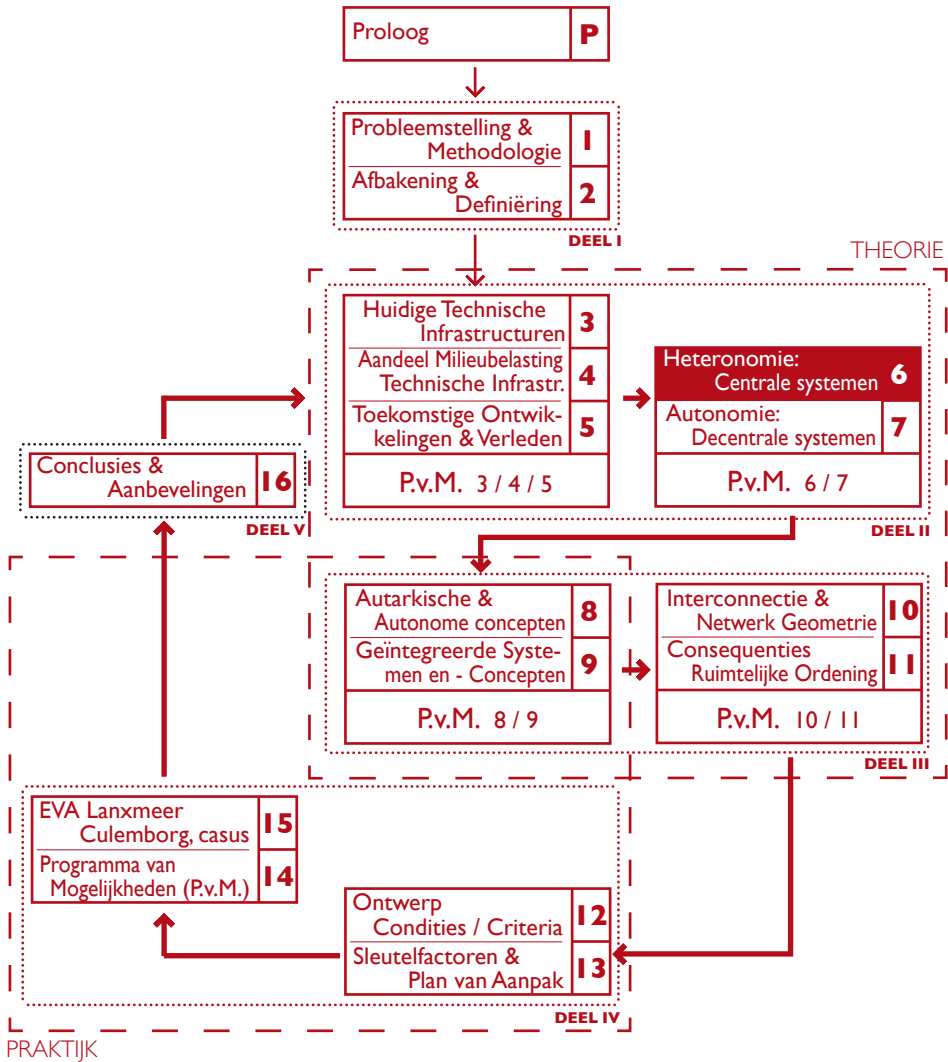 Proloog P
Probleemstelling &
Methodologie 1
Afbakening &
Definiëring 2
DEEL I
THEORIE
Huidige Technische
Infrastructuren 3
Aandeel Milieubelasting
Technische Infrastr. 4
Toekomstige Ontwik-
kkelingen & Verleden 5
P.v.M. 3 / 4 / 5
Heteronomie:
Centrale systemen 6
Autonomie:
Decentrale systemen 7
P.v.M. 6 / 7
DEEL II
Conclusies &
Aanbevelingen 16
DEEL V
Autarkische &
Autonome concepten 8
Geïntegreerde Syste-
men en - Concepten 9
P.v.M. 8 / 9
Interconnectie &
Netwerk Geometrie 10
Consequenties
Ruimtelijke Ordening 11
P.v.M. 10 / 11
DEEL III
EVA Lanxmeer
Culemborg, casus 15
Programma van
Mogelijkheden (P.v.M.) 14
Ontwerp
Condities / Criteria 12
Sleutelfactoren &
Plan van Aanpak 13
DEEL IV
PRAKTIJK